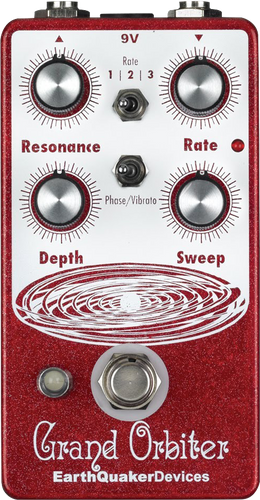 9V
Rate
1 | 2 | 3
Resonance
Rate
Phase/Vibrato
Depth
Sweep
Grand Orbiter
EarthQuakerDevices